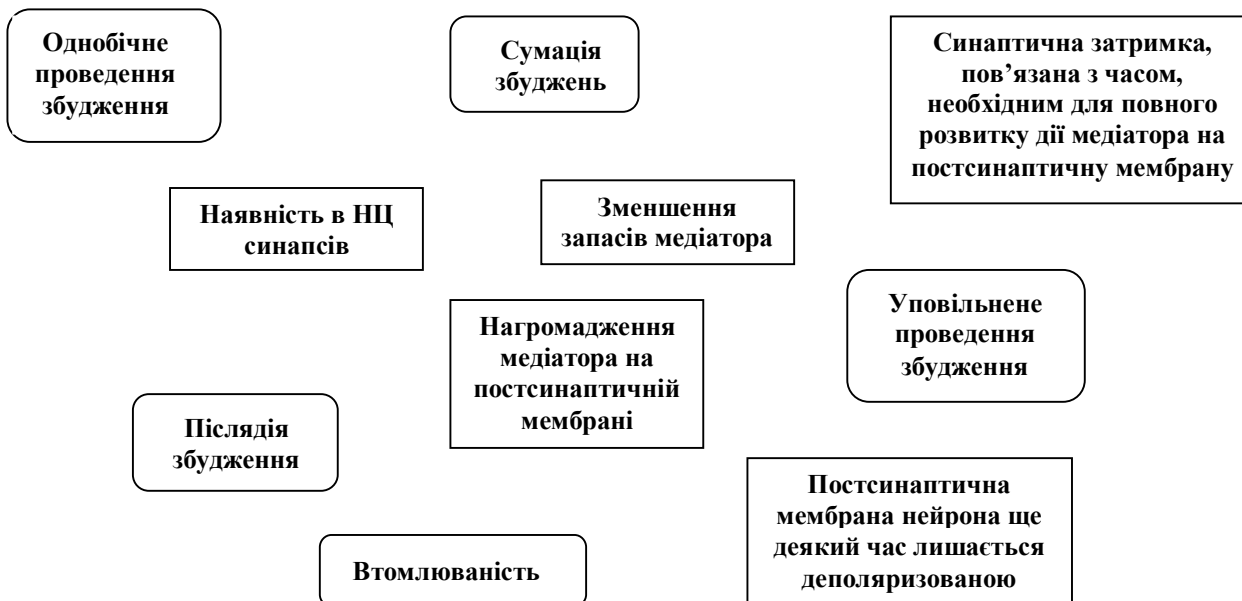 Однобічне
проведення
збудження
Сумація
збуджень
Синаптична затримка,
пов’язана з часом,
необхідним для повного
розвитку дії медіатора на
постсинаптичну мембрану
Наявність в НЦ
синапсів
Зменшення
запасів медіатора
Нагромадження
медіатора на
постсинаптичній
мембрані
Уповільнене
проведення
збудження
Післядія
збудження
Постсинаптична
мембрана нейрона ще
деякий час лишається
деполяризованою
Втомлюваність